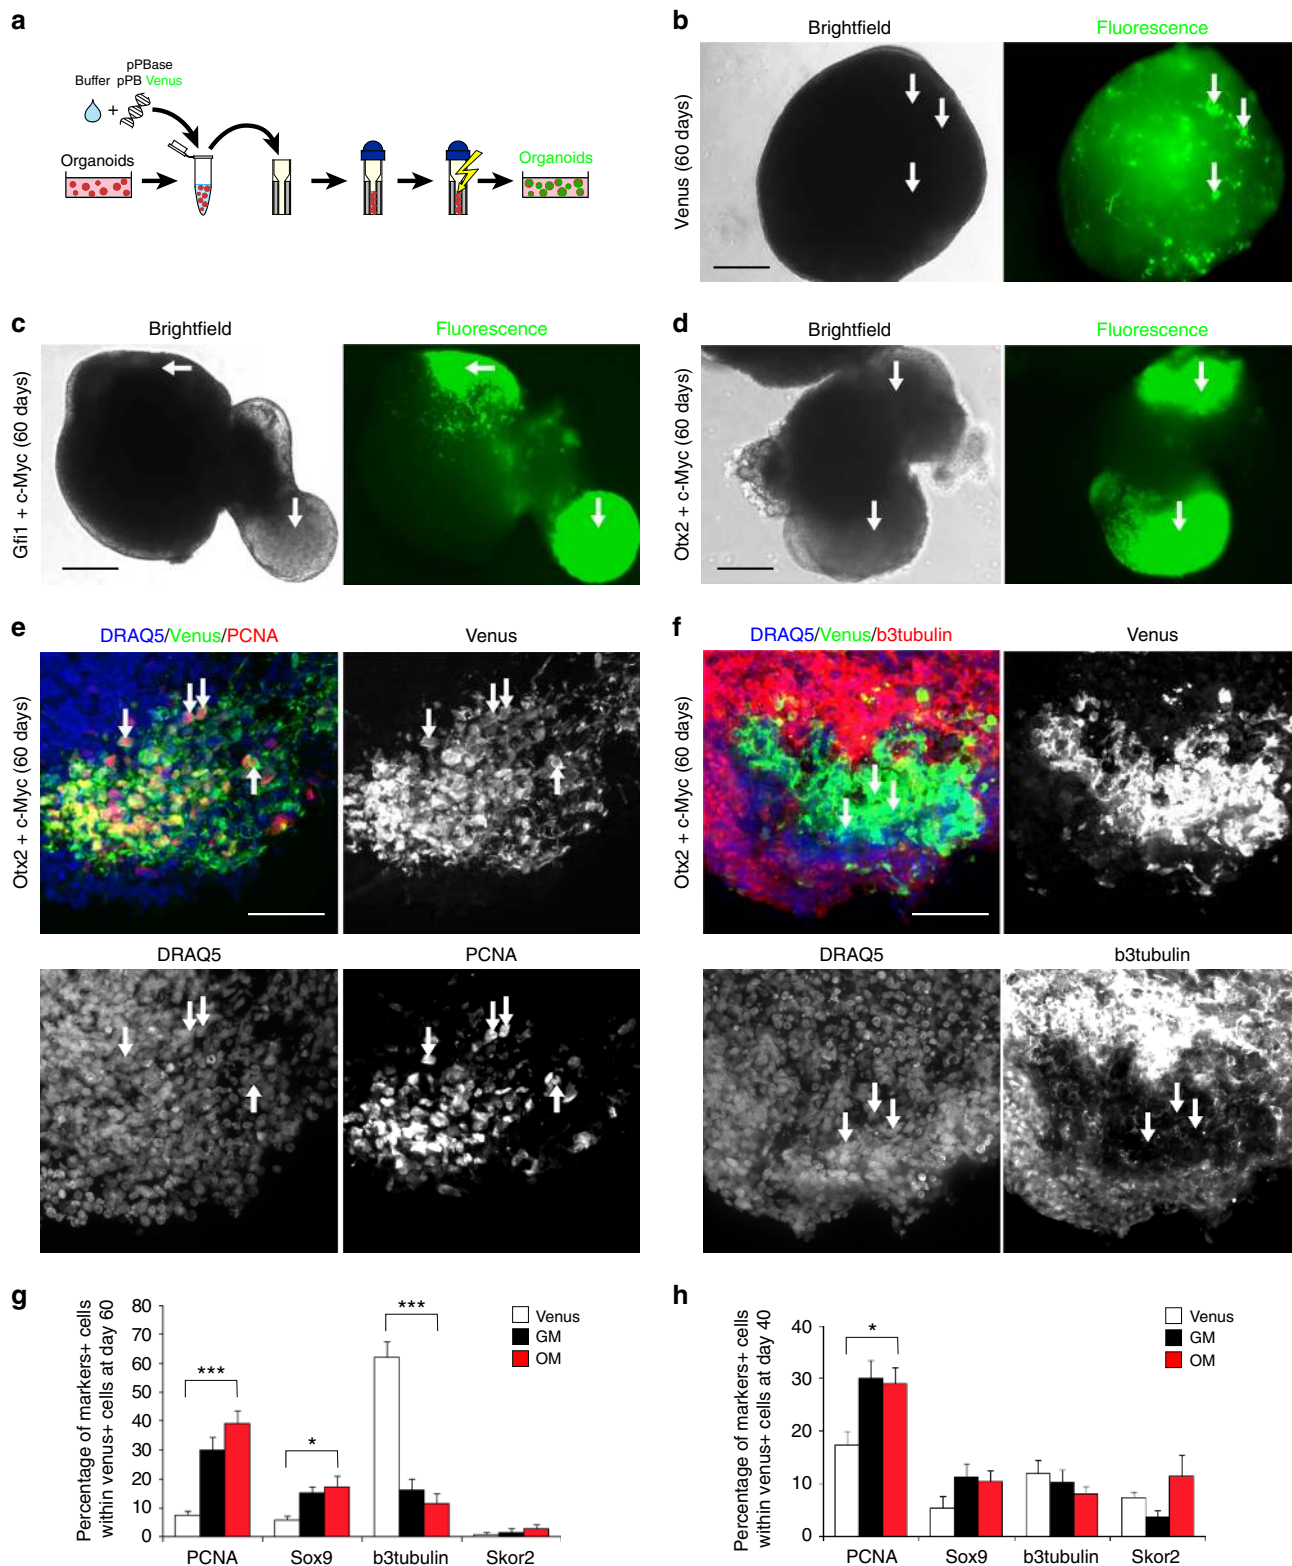 a
pPBase
Buffer pPB Venus
+
Organoids
Organoids
b
Brightfield Fluorescence
Venus (60 days)
c
Brightfield Fluorescence
Gfi1 + c-Myc (60 days)
d
Brightfield Fluorescence
Otx2 + c-Myc (60 days)
e
DRAQ5/Venus/PCNA Venus
Otx2 + c-Myc (60 days)
DRAQ5 PCNA
f
DRAQ5/Venus/b3tubulin Venus
Otx2 + c-Myc (60 days)
DRAQ5 b3tubulin
g
Percentage of markers+ cells
within venus+ cells at day 60
80
70
60
50
40
30
20
10
0
***
*
***
Venus
GM
OM
PCNA Sox9 b3tubulin Skor2
h
Percentage of markers+ cells
within venus+ cells at day 40
40
30
20
10
0
*
Venus
GM
OM
PCNA Sox9 b3tubulin Skor2